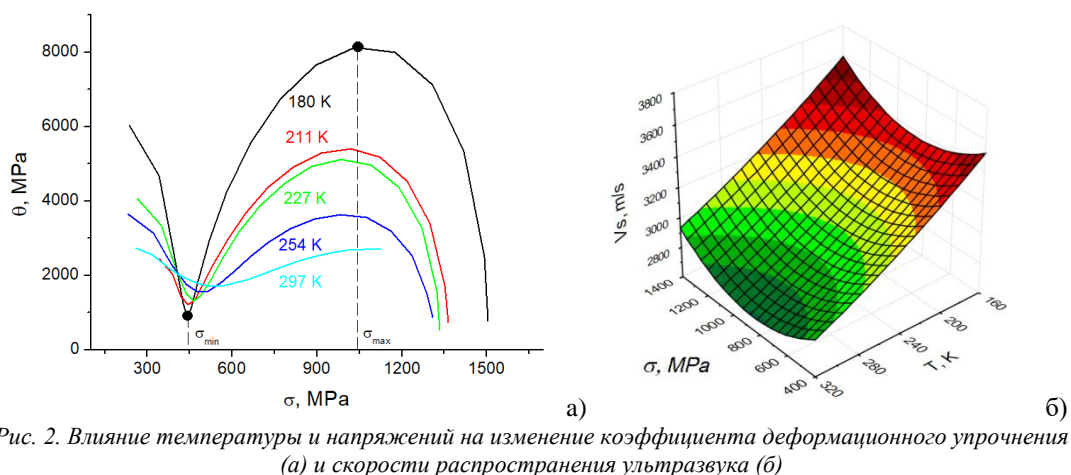 θ, MPa
8000
6000
4000
2000
0
180 K
211 K
227 K
254 K
297 K
σmin
σmax
300
600
900
1200
1500
σ, MPa
а)
Vs, m/s
3800
3600
3400
3200
3000
2800
1400
1200
1000
800
600
400
σ, MPa
320
280
240
200
160
T, K
б)
Рис. 2. Влияние температуры и напряжений на изменение коэффициента деформационного упрочнения
(а) и скорости распространения ультразвука (б)